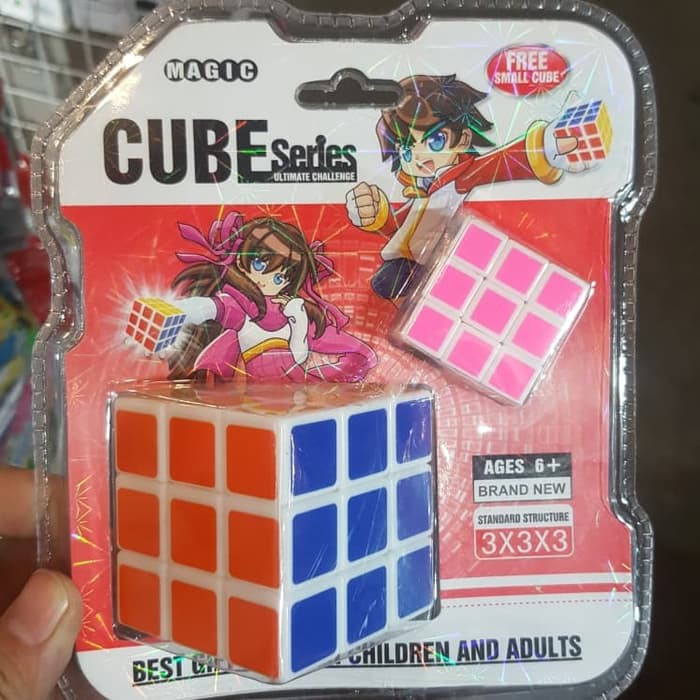 MAGIC
FREE
SMALL CUBE
CUBE Series
ULTIMATE CHALLENGE
AGES 6+
BRAND NEW
STANDARD STRUCTURE
3X3X3
BEST CHILDREN AND ADULTS